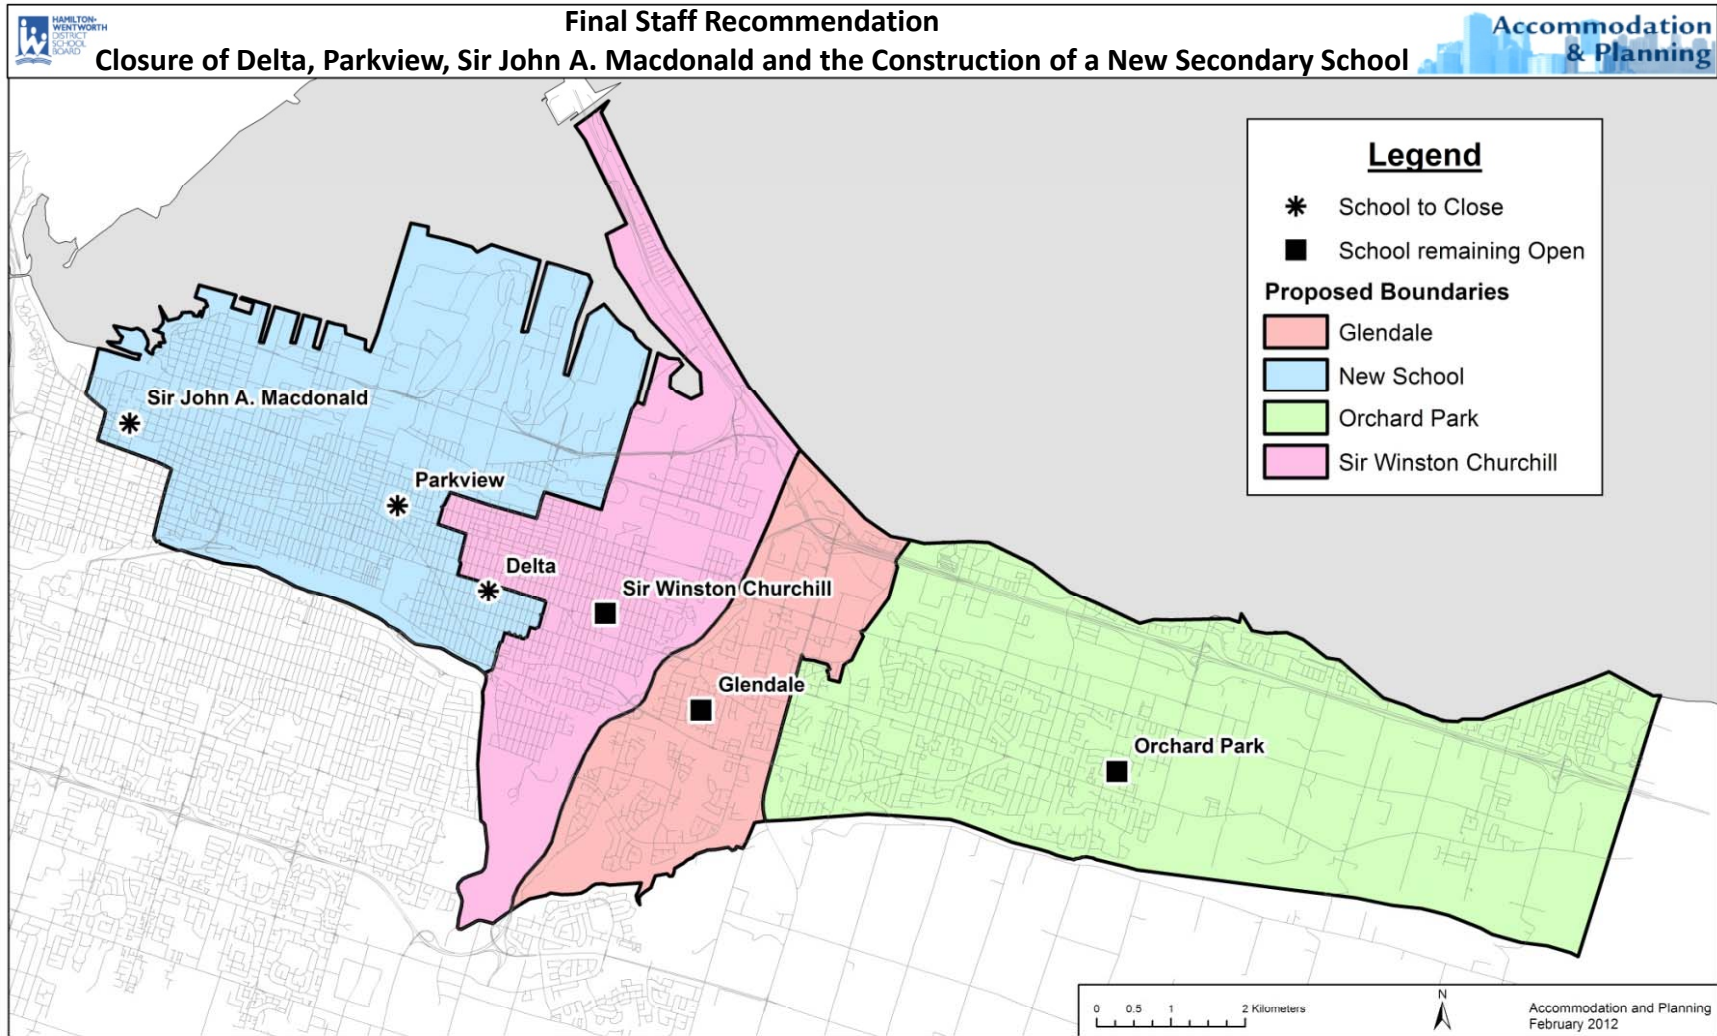 HAMILTON-
WENTWORTH
DISTRICT
SCHOOL
BOARD
Final Staff Recommendation
Closure of Delta, Parkview, Sir John A. Macdonald and the Construction of a New Secondary School
Accommodation
& Planning
Legend
School to Close
School remaining Open
Proposed Boundaries
Glendale
New School
Orchard Park
Sir Winston Churchill
Sir John A. Macdonald
Parkview
Delta
Sir Winston Churchill
Glendale
Orchard Park
0 0.5 1 2 Kilometers
N
Accommodation and Planning
February 2012